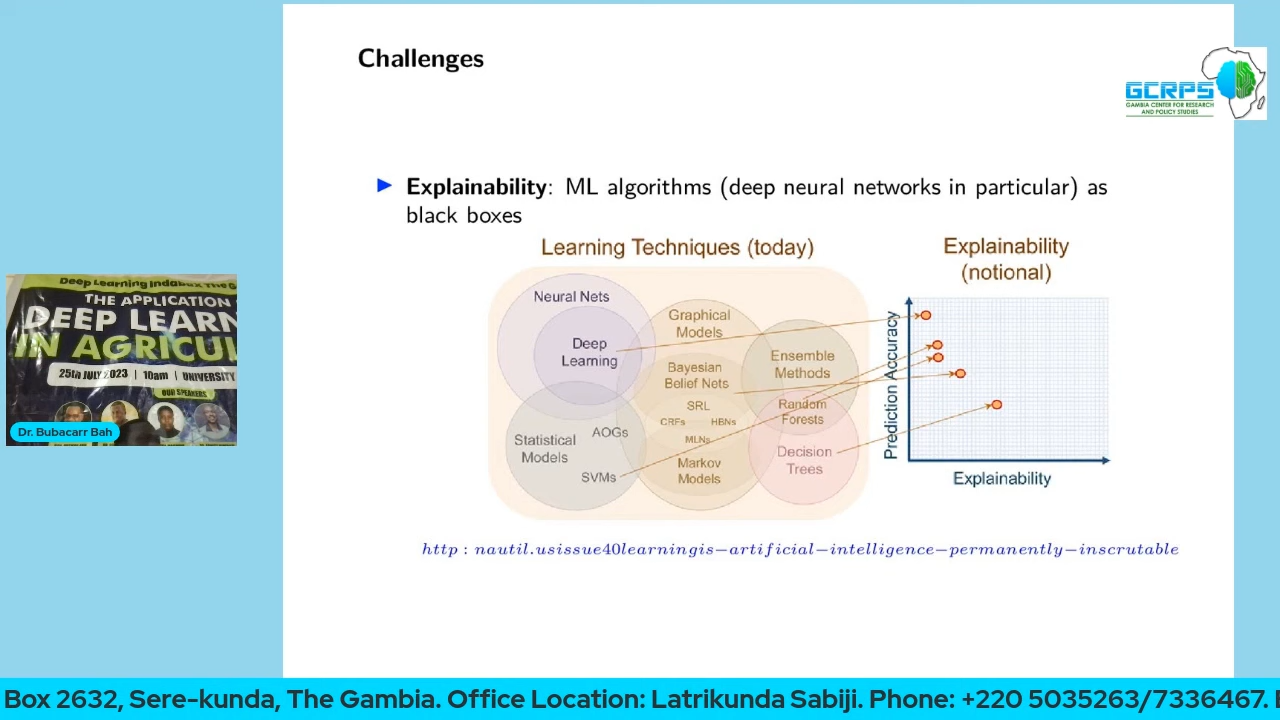 Challenges
GCRPS
GAMBIA CENTER FOR RESEARCH
AND POLICY STUDIES
Explainability: ML algorithms (deep neural networks in particular) as
black boxes
Learning Techniques (today)
Neural Nets
Deep
Learning
Graphical
Models
Bayesian
Belief Nets
SRL
CRFs
HBNs
MLNs
Markov
Models
Ensemble
Methods
Random
Forests
Decision
Trees
Statistical
Models
AOGs
SVMs
Explainability
(notional)
Prediction Accuracy
Explainability
http : nautil.usissue40learningis−artificial−intelligence−permanently−inscrutable
Deep Learning Indabax The G
THE APPLICATION
DEEP LEARN
IN AGRICUL
25th JULY 2023 | 10am | UNIVERSITY
OUR SPEAKERS
Dr. Bubacarr Bah
Box 2632, Sere-kunda, The Gambia. Office Location: Latrikunda Sabiji. Phone: +220 5035263/7336467.